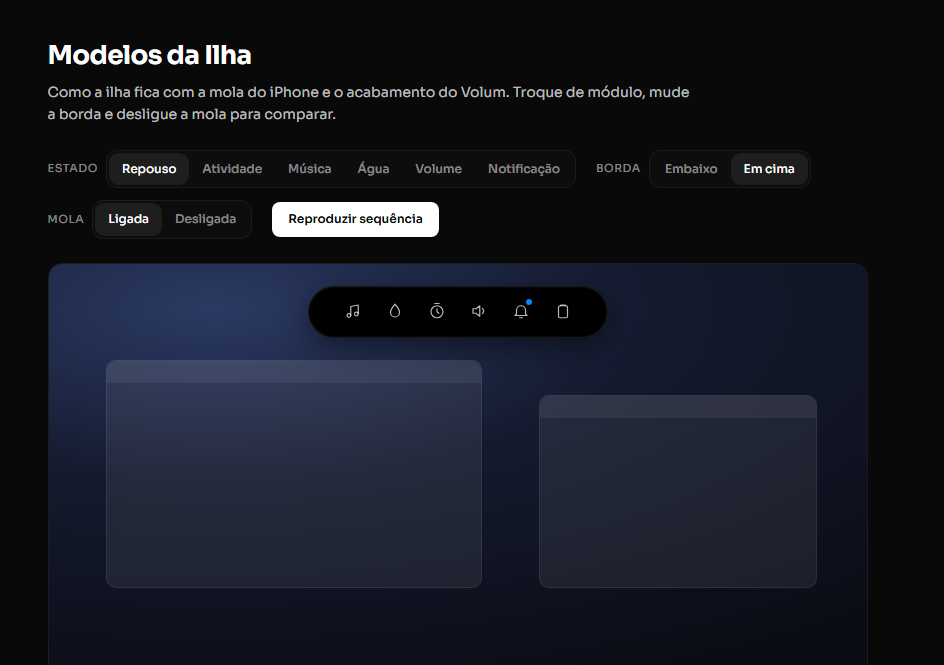 Modelos da Ilha
Como a ilha fica com a mola do iPhone e o acabamento do Volum. Troque de módulo, mude
a borda e desligue a mola para comparar.
ESTADO Repouso Atividade Música Água Volume Notificação BORDA Embaixo Em cima
MOLA Ligada Desligada Reproduzir sequência